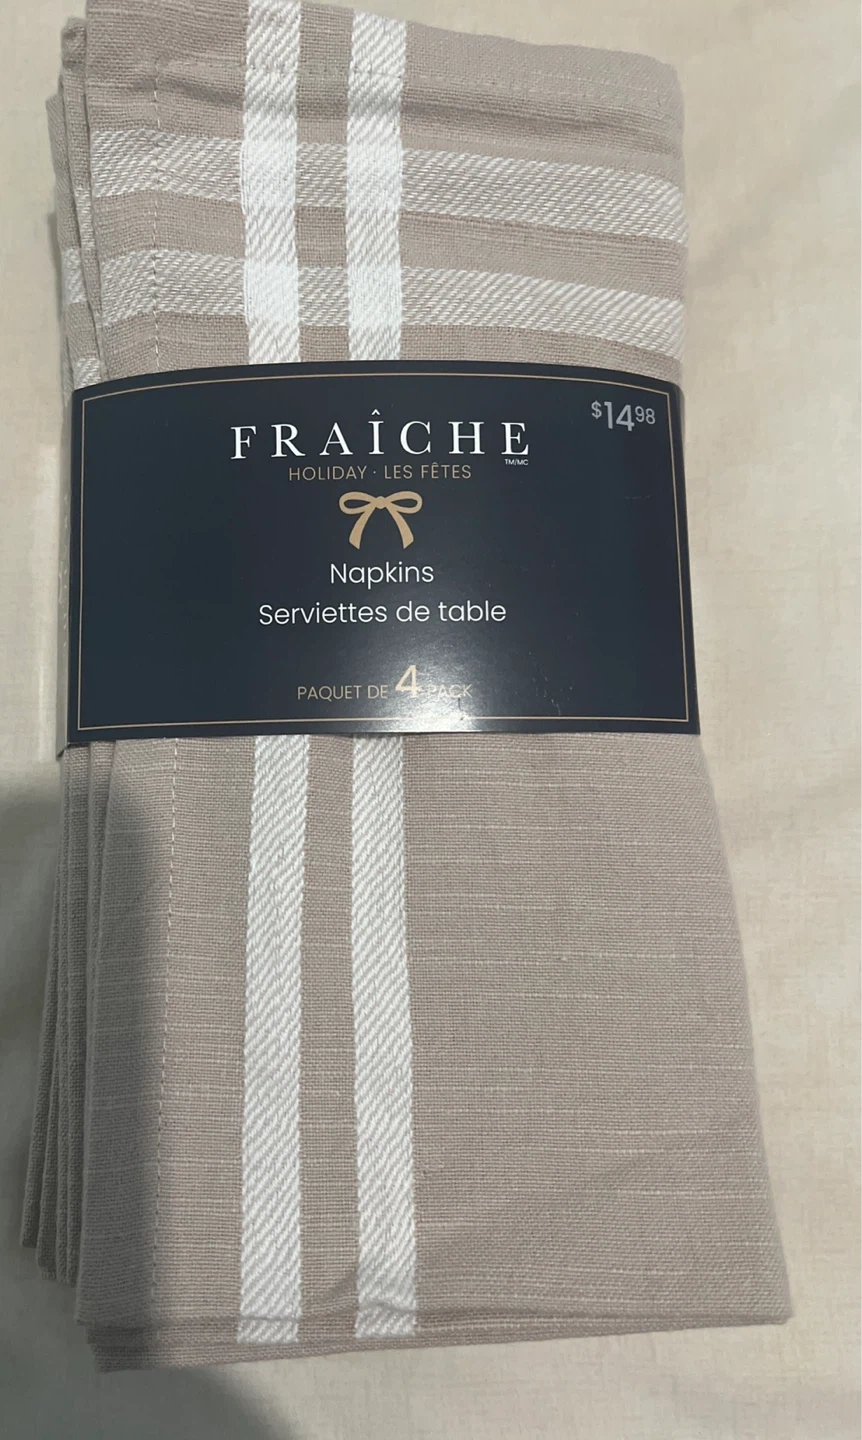 FRAÎCHE
TM/MC
HOLIDAY · LES FÊTES
$14 98
Napkins
Serviettes de table
PAQUET DE 4 PACK